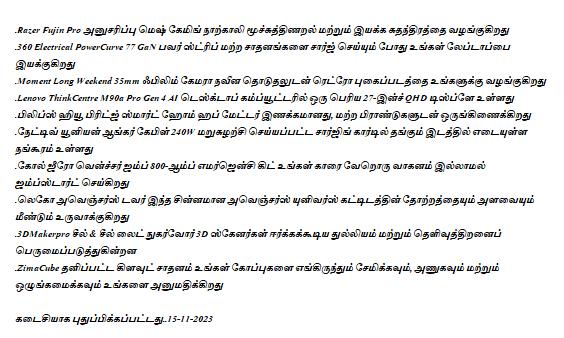 .Razer Fujin Pro அனுசரிப்பு மெஷ் கேமிங் நாற்காலி மூச்சுத்திணறல் மற்றும் இயக்க சுதந்திரத்தை வழங்குகிறது
.360 Electrical PowerCurve 77 GaN பவர் ஸ்ட்ரிப் மற்ற சாதனங்களை சார்ஜ் செய்யும் போது உங்கள் லேப்டாப்பை
இயக்குகிறது
.Moment Long Weekend 35mm ஃபிலிம் கேமரா நவீன தொடுதலுடன் ரெட்ரோ புகைப்படத்தை உங்களுக்கு வழங்குகிறது
.Lenovo ThinkCentre M90a Pro Gen 4 AI டெஸ்க்டாப் கம்ப்யூட்டரில் ஒரு பெரிய 27-இன்ச் QHD டிஸ்ப்ளே உள்ளது
.பிலிப்ஸ் ஹியூ பிரிட்ஜ் ஸ்மார்ட் ஹோம் ஹப் மேட்டர் இணக்கமானது, மற்ற பிராண்டுகளுடன் ஒருங்கிணைக்கிறது
.நேட்டிவ் யூனியன் ஆங்கர் கேபிள் 240W மறுசுழற்சி செய்யப்பட்ட சார்ஜிங் கார்டில் தங்கும் இடத்தில் எடையுள்ள
நங்கூரம் உள்ளது
.கோல் ஜீரோ வென்ச்சர் ஜம்ப் 800-ஆம்ப் எமர்ஜென்சி கிட் உங்கள் காரை வேறொரு வாகனம் இல்லாமல்
ஜம்ப்ஸ்டார்ட் செய்கிறது
.லெகோ அவெஞ்சர்ஸ் டவர் இந்த சின்னமான அவெஞ்சர்ஸ் யுனிவர்ஸ் கட்டிடத்தின் தோற்றத்தையும் அளவையும்
மீண்டும் உருவாக்குகிறது
.3DMakerpro சீல் & சீல் லைட் நுகர்வோர் 3D ஸ்கேனர்கள் ஈர்க்கக்கூடிய துல்லியம் மற்றும் தெளிவுத்திறனைப்
பெருமைப்படுத்துகின்றன
.ZimaCube தனிப்பட்ட கிளவுட் சாதனம் உங்கள் கோப்புகளை எங்கிருந்தும் சேமிக்கவும், அணுகவும் மற்றும்
ஒழுங்கமைக்கவும் உங்களை அனுமதிக்கிறது
கடைசியாக புதுப்பிக்கப்பட்டது..15-11-2023